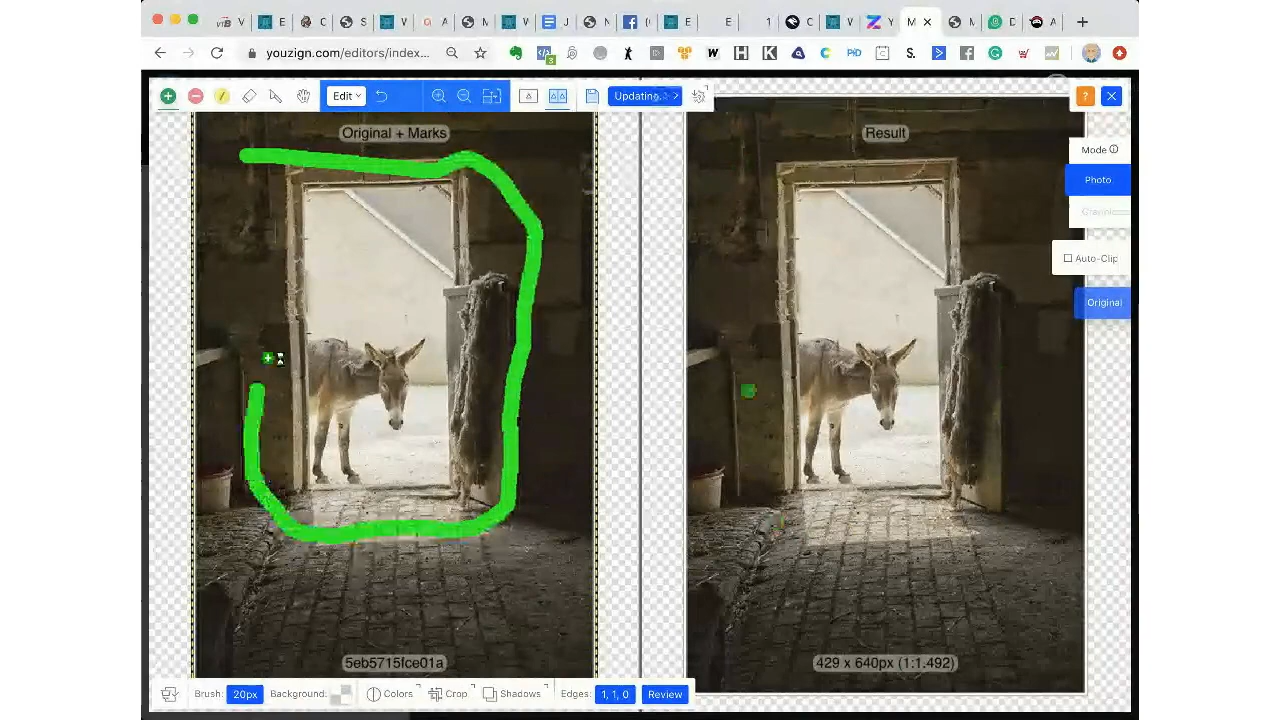 V
E
C
S
V
A
M
V
J
N
(
E
E
1
C
V
Y
M
M
D
A
youzign.com/editors/index...
Edit
Updating..
Original + Marks
Result
Mode
Photo
Auto-Clip
Original
5eb5715fce01a
429 x 640px (1:1.492)
Brush: 20px Background: Colors Crop Shadows Edges: 1, 1, 0 Review